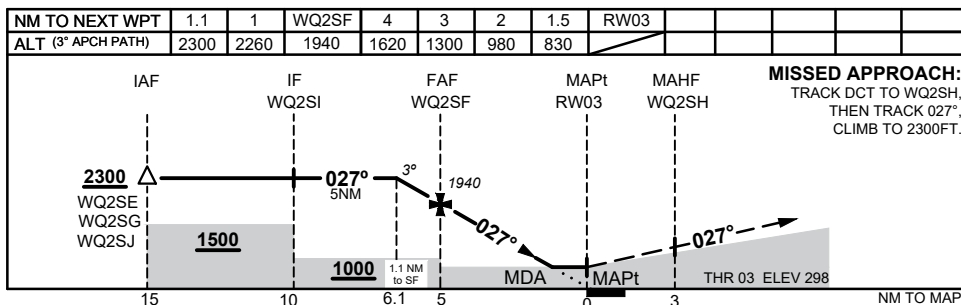 NM TO NEXT WPT 1.1 1 WQ2SF 4 3 2 1.5 RW03
ALT (3° APCH PATH) 2300 2260 1940 1620 1300 980 830
IAF IF FAF MAPt MAHF MISSED APPROACH:
WQ2SI WQ2SF RW03 WQ2SH TRACK DCT TO WQ2SH,
THEN TRACK 027°,
CLIMB TO 2300FT.
2300 027° 3° 1940
5NM
WQ2SE
WQ2SG
WQ2SJ
1500 027° 027°
1000 1.1 NM
to SF
MDA MAPt THR 03 ELEV 298
15 10 6.1 5 0 3 NM TO MAP